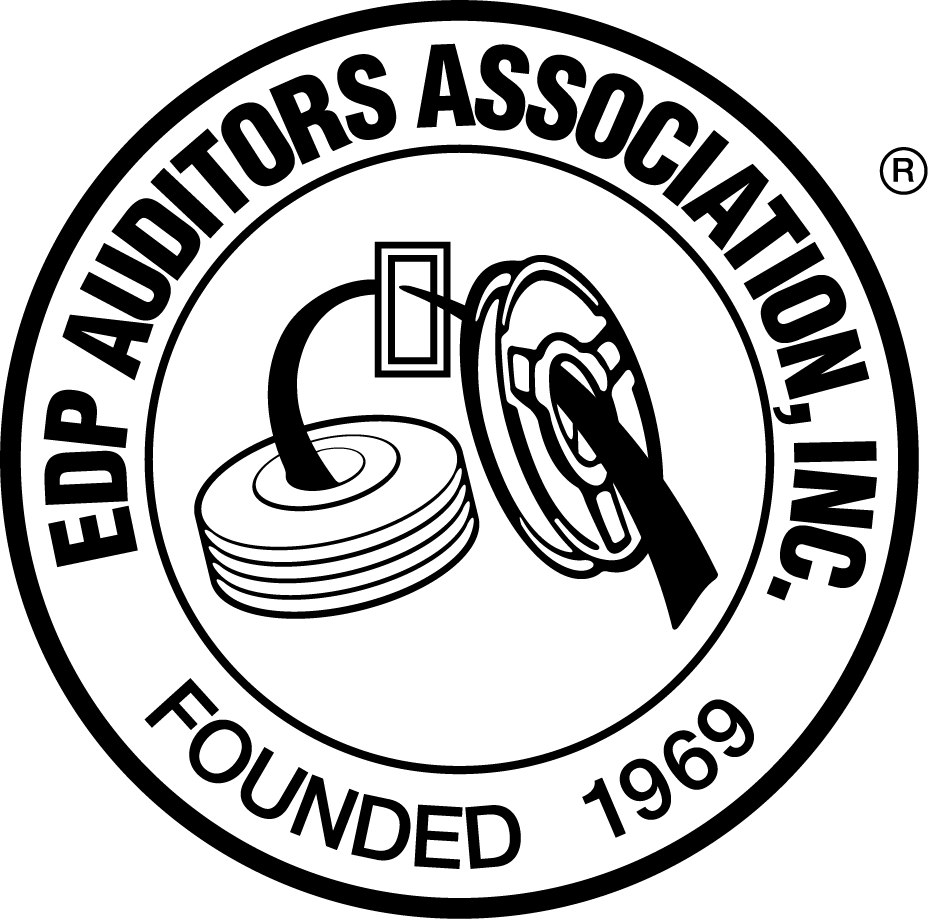 EDP AUDITORS ASSOCIATION, INC.
®
FOUNDED 1969